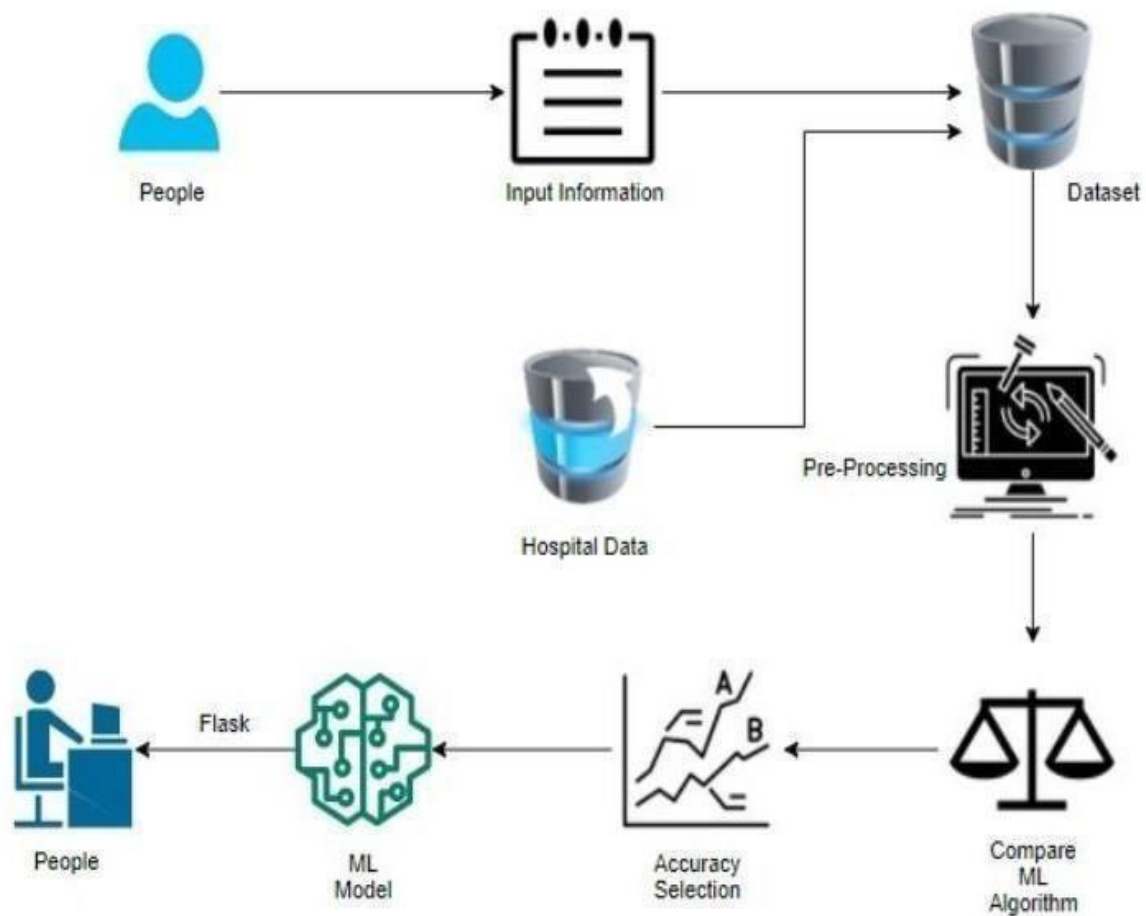 People
Input Information
Dataset
Hospital Data
Pre-Processing
Compare
ML
Algorithm
A
B
Accuracy
Selection
ML
Model
Flask
People